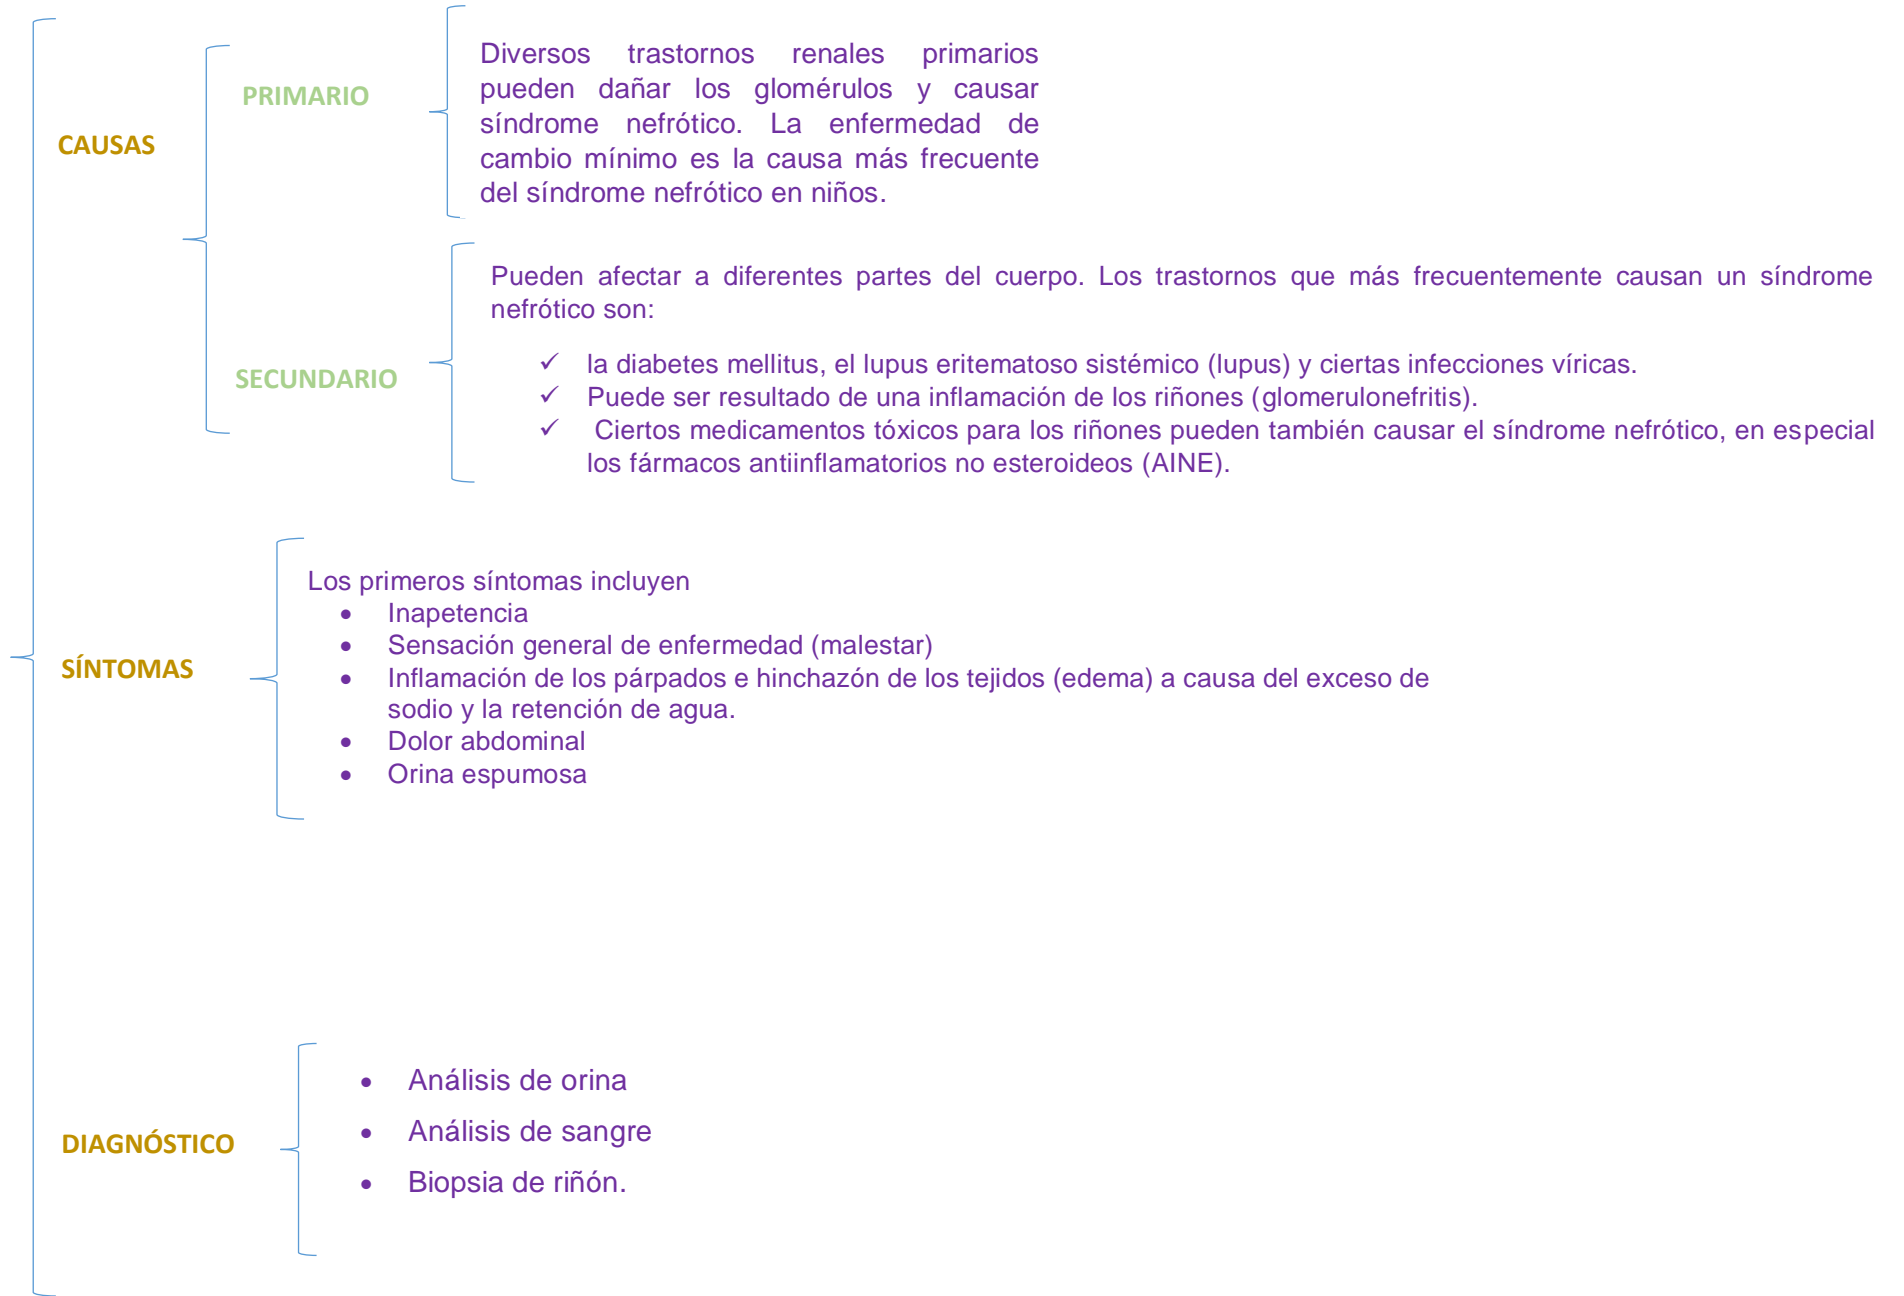 CAUSAS
PRIMARIO
Diversos trastornos renales primarios
pueden dañar los glomérulos y causar
síndrome nefrótico. La enfermedad de
cambio mínimo es la causa más frecuente
del síndrome nefrótico en niños.
SECUNDARIO
Pueden afectar a diferentes partes del cuerpo. Los trastornos que más frecuentemente causan un síndrome
nefrótico son:
✓ la diabetes mellitus, el lupus eritematoso sistémico (lupus) y ciertas infecciones víricas.
✓ Puede ser resultado de una inflamación de los riñones (glomerulonefritis).
✓ Ciertos medicamentos tóxicos para los riñones pueden también causar el síndrome nefrótico, en especial
los fármacos antiinflamatorios no esteroideos (AINE).
SÍNTOMAS
Los primeros síntomas incluyen
• Inapetencia
• Sensación general de enfermedad (malestar)
• Inflamación de los párpados e hinchazón de los tejidos (edema) a causa del exceso de
sodio y la retención de agua.
• Dolor abdominal
• Orina espumosa
DIAGNÓSTICO
• Análisis de orina
• Análisis de sangre
• Biopsia de riñón.